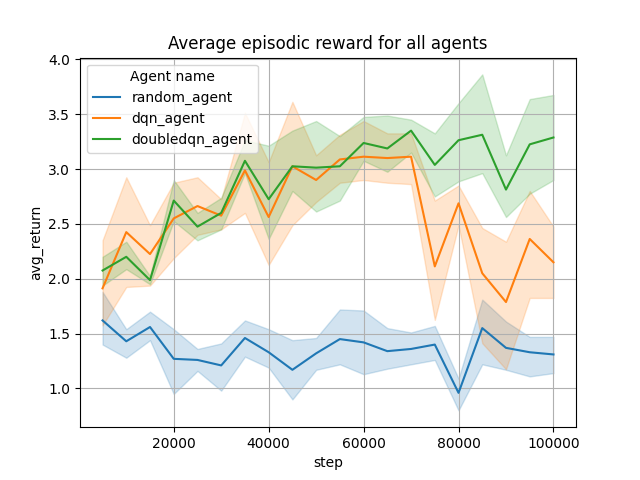 Average episodic reward for all agents
4.0
3.5
3.0
2.5
2.0
1.5
1.0
avg_return
Agent name
random_agent
dqn_agent
doubledqn_agent
20000 40000 60000 80000 100000
step